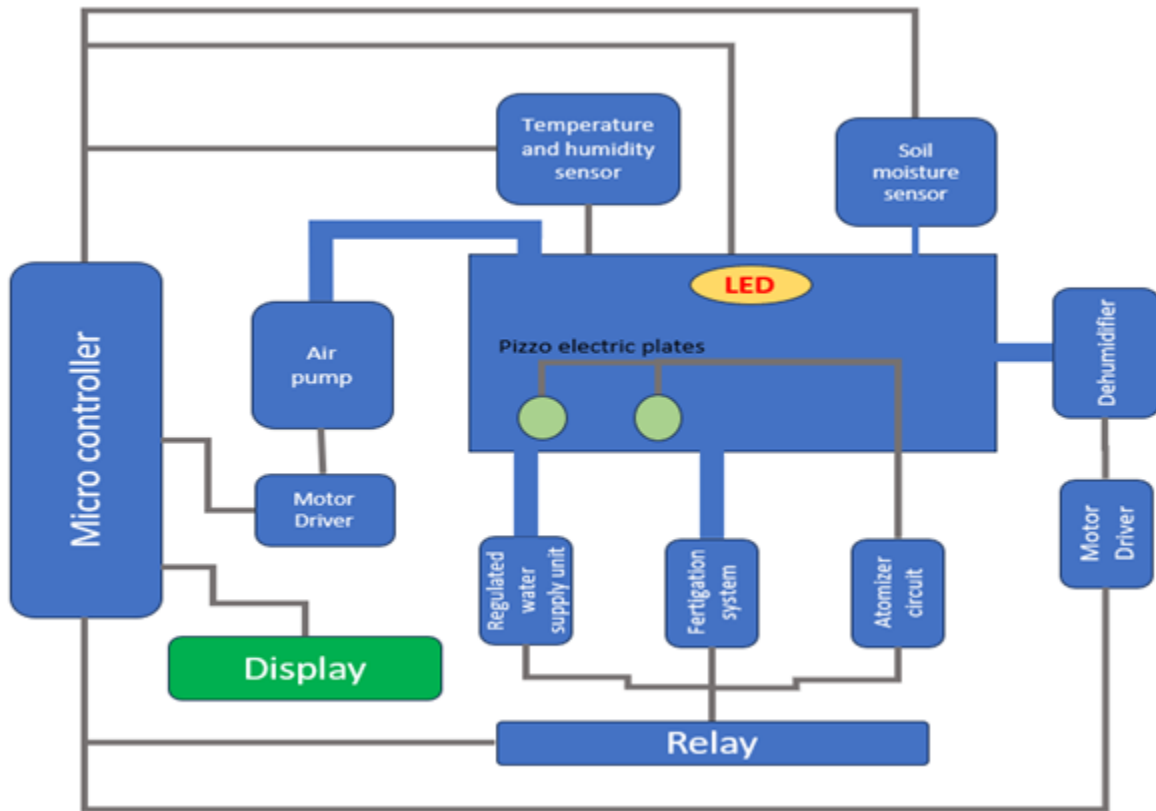 Temperature
and humidity
sensor
Soil
moisture
sensor
LED
Micro controller
Air
pump
Pizzo electric plates
Dehumidifier
Motor
Driver
Motor
Driver
Regulated
water
supply unit
Fertigation
system
Atomizer
circuit
Display
Relay